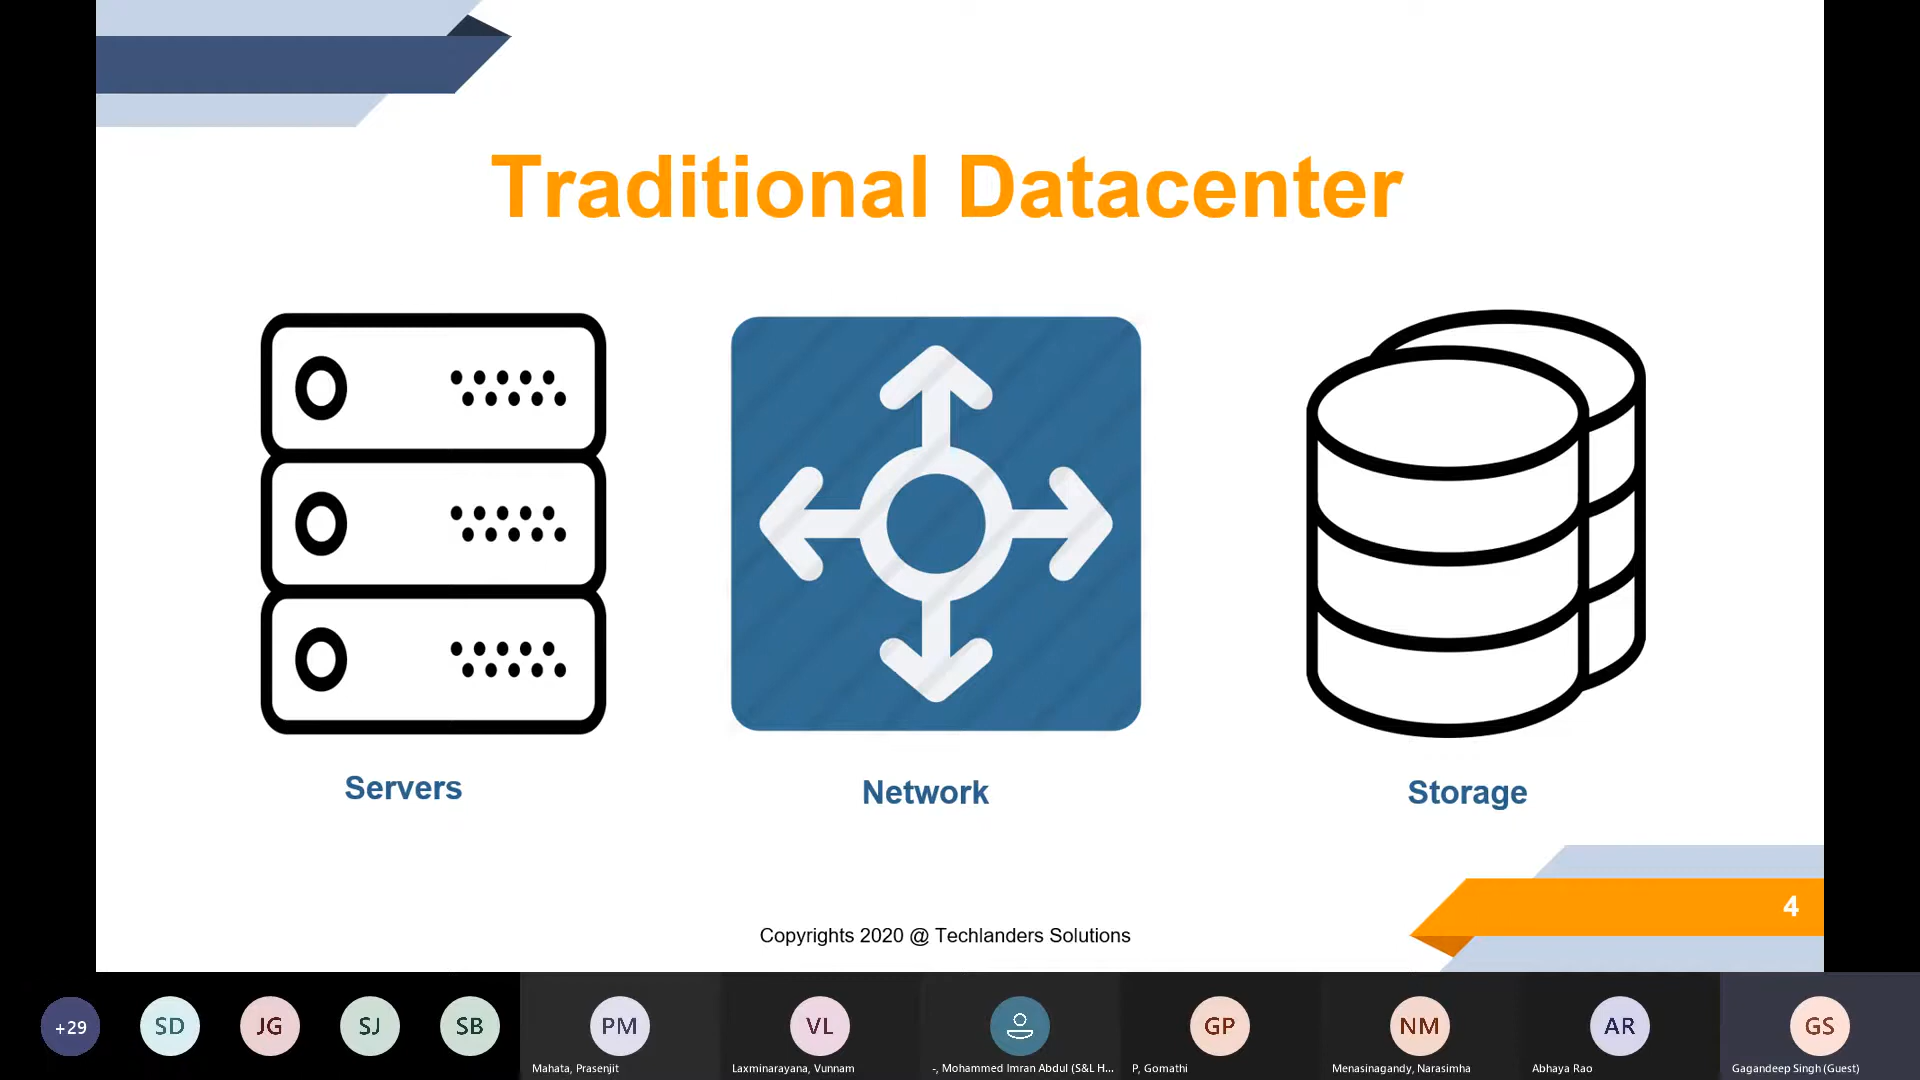 Traditional Datacenter
Servers
Network
Storage
4
Copyrights 2020 @ Techlanders Solutions
+29
SD
JG
SJ
SB
PM
VL
GP
NM
AR
GS
Mahata, Prasenjit
Laxminarayana, Vunnam
-, Mohammed Imran Abdul (S&L H...
P, Gomathi
Menasinagandy, Narasimha
Abhaya Rao
Gagandeep Singh (Guest)